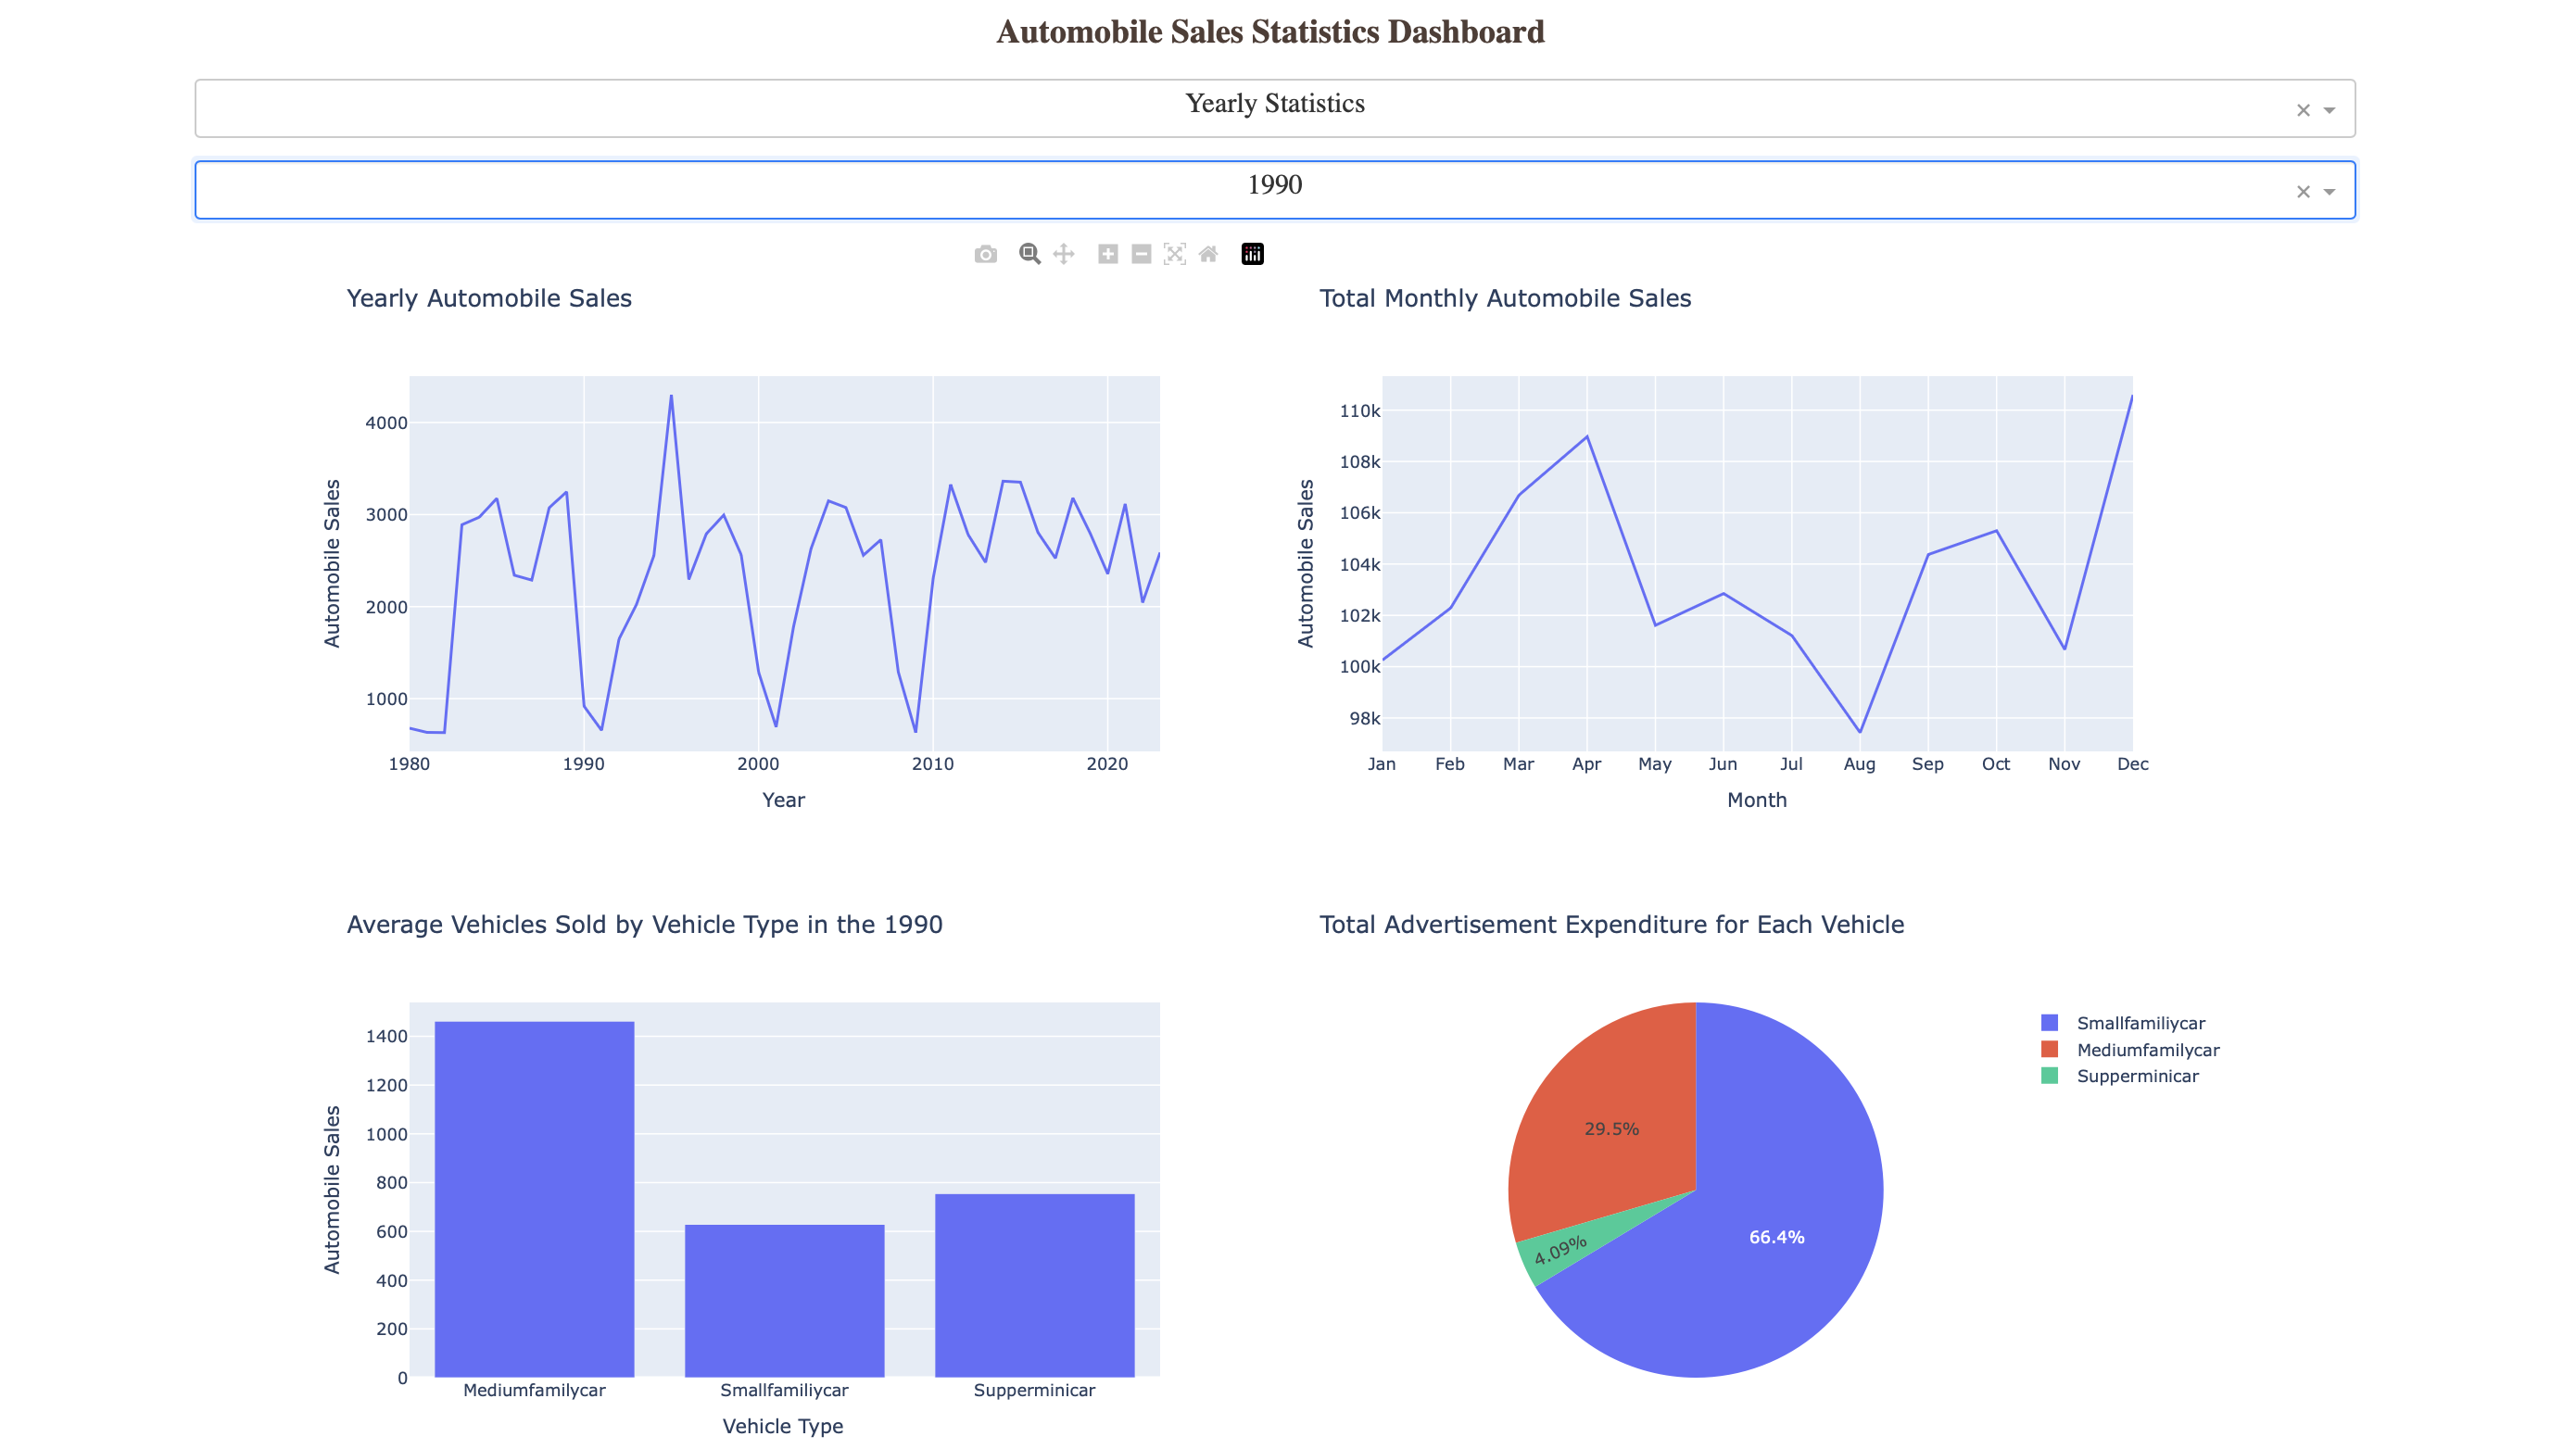 Automobile Sales Statistics Dashboard
Yearly Statistics
1990
Yearly Automobile Sales
Automobile Sales
4000
3000
2000
1000
1980 1990 2000 2010 2020
Year
Total Monthly Automobile Sales
Automobile Sales
110k
108k
106k
104k
102k
100k
98k
Jan Feb Mar Apr May Jun Jul Aug Sep Oct Nov Dec
Month
Average Vehicles Sold by Vehicle Type in the 1990
Automobile Sales
1400
1200
1000
800
600
400
200
0
Mediumfamilycar Smallfamiliycar Supperminicar
Vehicle Type
Total Advertisement Expenditure for Each Vehicle
29.5%
4.09%
66.4%
Smallfamiliycar
Mediumfamilycar
Supperminicar